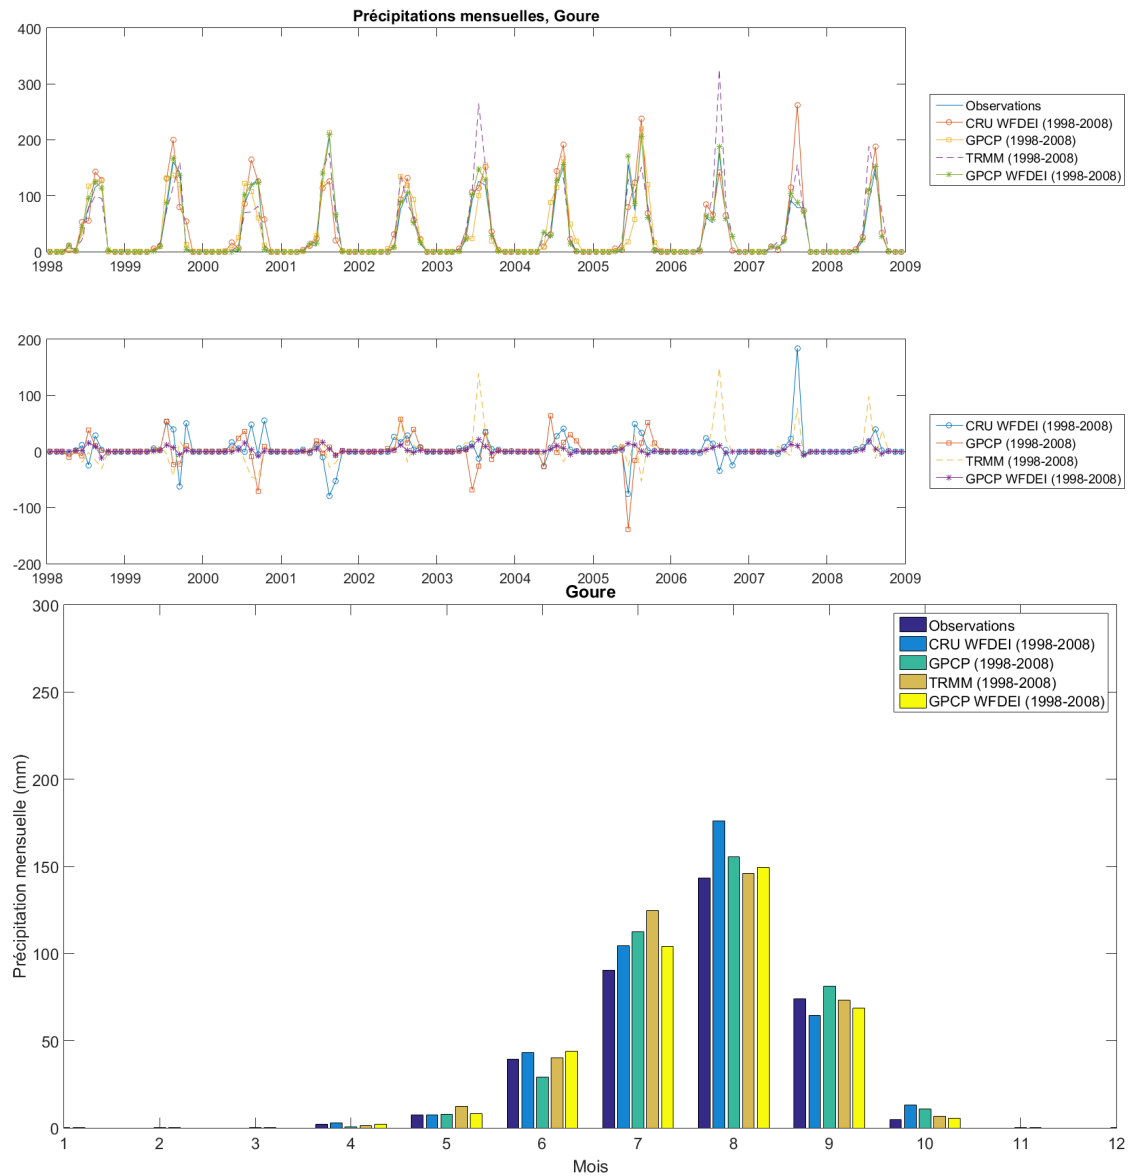 Précipitations mensuelles, Goure
400
300
200
100
0
1998 1999 2000 2001 2002 2003 2004 2005 2006 2007 2008 2009
Observations
CRU WFDEI (1998-2008)
GPCP (1998-2008)
TRMM (1998-2008)
GPCP WFDEI (1998-2008)
200
100
0
-100
-200
1998 1999 2000 2001 2002 2003 2004 2005 2006 2007 2008 2009
CRU WFDEI (1998-2008)
GPCP (1998-2008)
TRMM (1998-2008)
GPCP WFDEI (1998-2008)
Goure
Précipitation mensuelle (mm)
300
250
200
150
100
50
0
1 2 3 4 5 6 7 8 9 10 11 12
Mois
Observations
CRU WFDEI (1998-2008)
GPCP (1998-2008)
TRMM (1998-2008)
GPCP WFDEI (1998-2008)